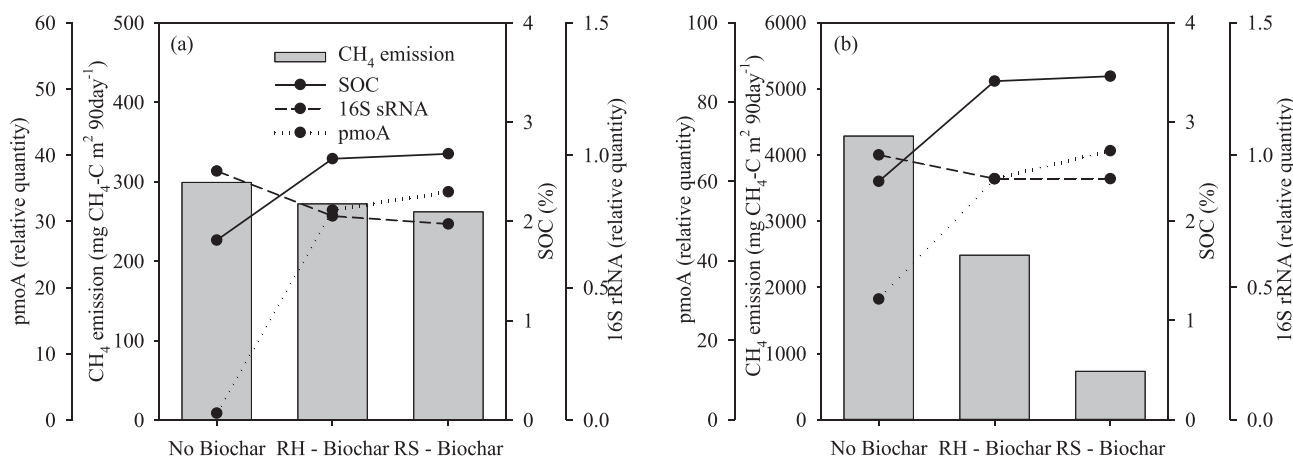 (a)
CH4 emission
SOC
16S sRNA
pmoA
pmoA (relative quantity)
60
50
40
30
20
10
0
CH4 emission (mg CH4-C m² 90day⁻¹)
500
400
300
200
100
0
SOC (%)
4
3
2
1
0
16S rRNA (relative quantity)
1.5
1.0
0.5
0.0
No Biochar RH - Biochar RS - Biochar
(b)
pmoA (relative quantity)
100
80
60
40
20
0
CH4 emission (mg CH4-C m² 90day⁻¹)
6000
5000
4000
3000
2000
1000
0
SOC (%)
4
3
2
1
0
16S rRNA (relative quantity)
1.5
1.0
0.5
0.0
No Biochar RH - Biochar RS - Biochar